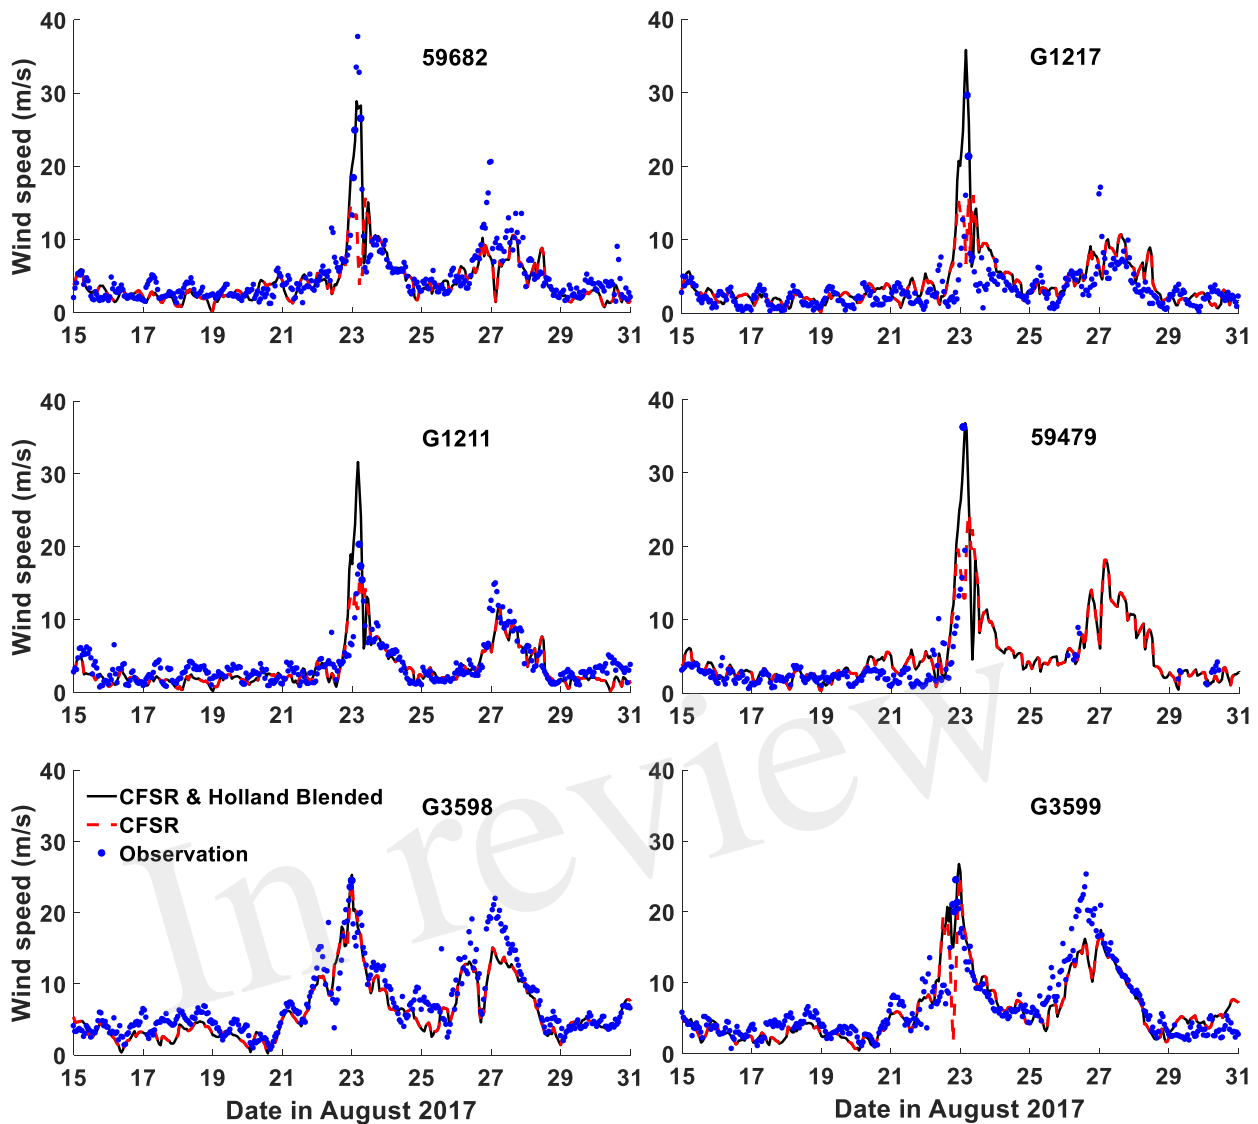 40
30
20
10
0
Wind speed (m/s)
59682
15 17 19 21 23 25 27 29 31
40
30
20
10
0
G1217
15 17 19 21 23 25 27 29 31
40
30
20
10
0
Wind speed (m/s)
G1211
15 17 19 21 23 25 27 29 31
40
30
20
10
0
59479
15 17 19 21 23 25 27 29 31
40
30
20
10
0
Wind speed (m/s)
CFSR & Holland Blended
CFSR
Observation
G3598
15 17 19 21 23 25 27 29 31
Date in August 2017
40
30
20
10
0
G3599
15 17 19 21 23 25 27 29 31
Date in August 2017
In review